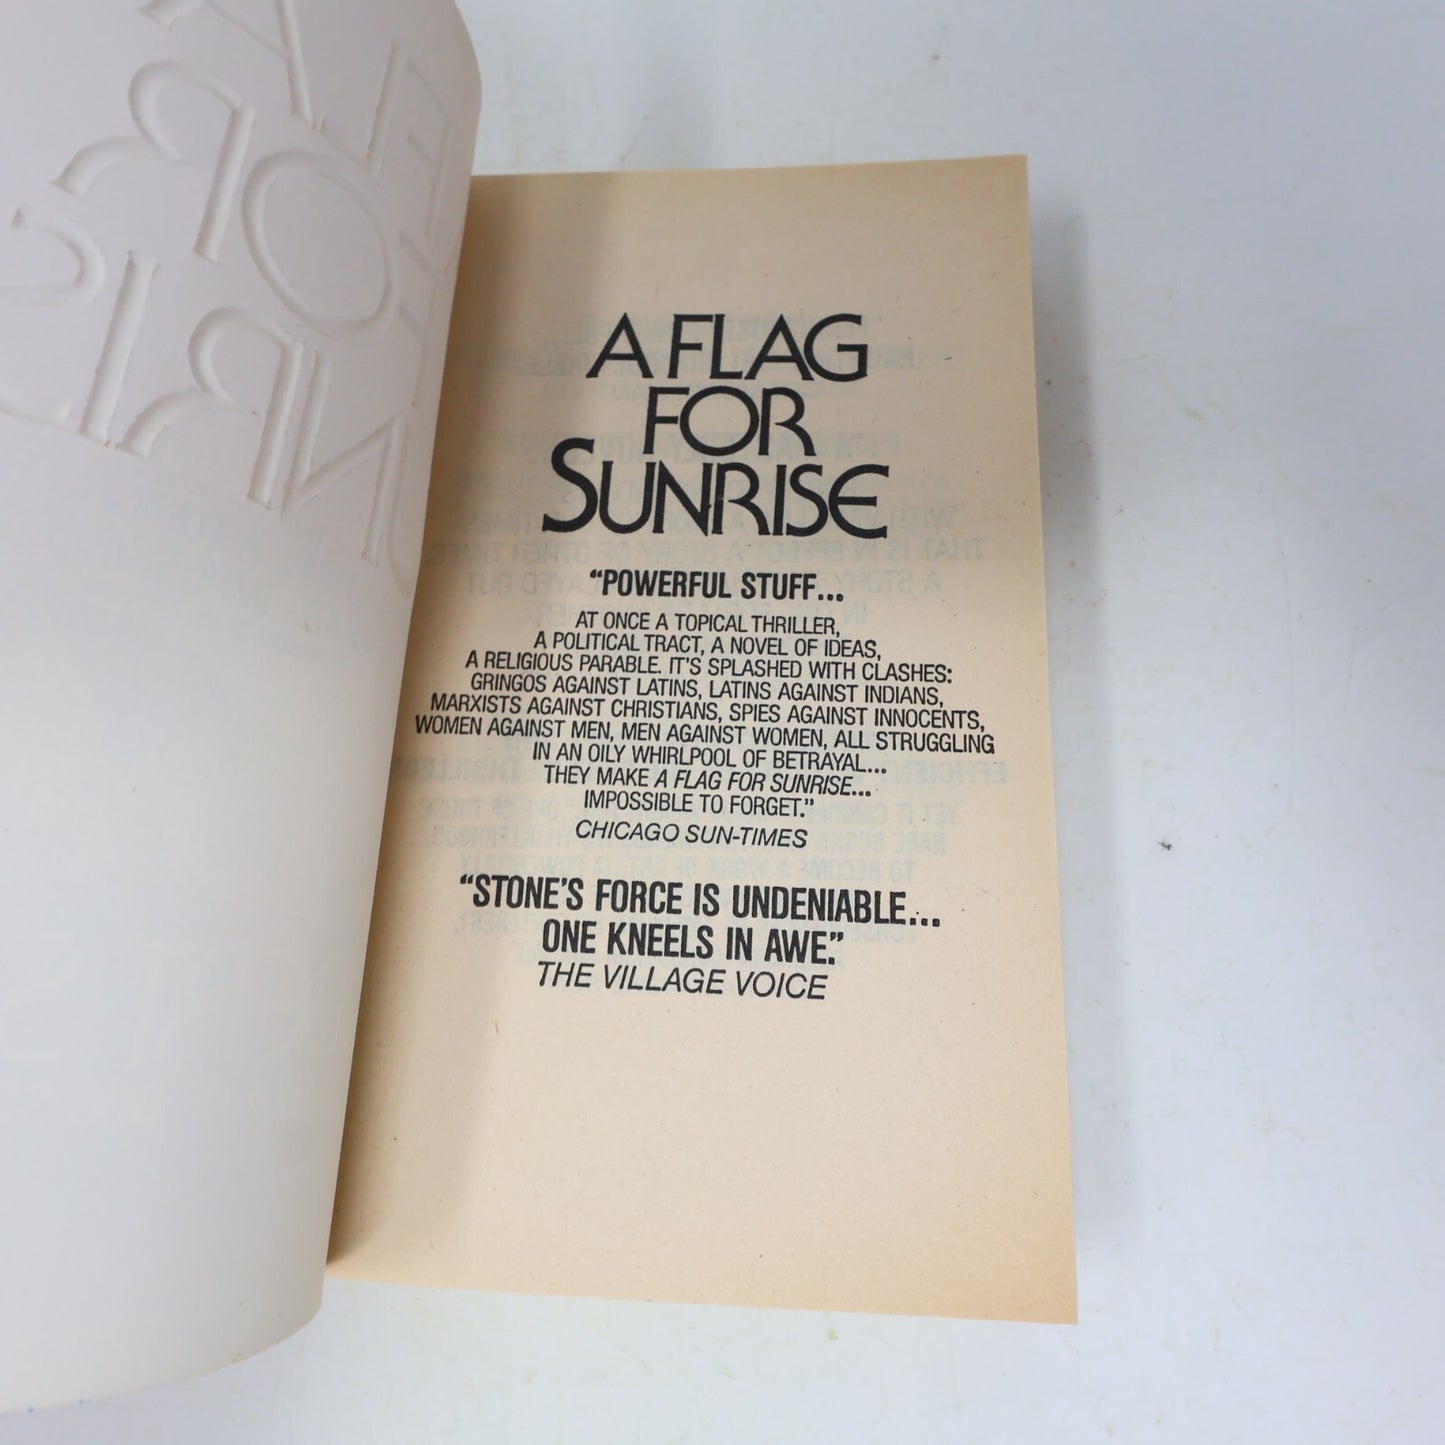 A FLAG
FOR
SUNRISE
"POWERFUL STUFF...
AT ONCE A TOPICAL THRILLER,
A POLITICAL TRACT, A NOVEL OF IDEAS,
A RELIGIOUS PARABLE. IT'S SPLASHED WITH CLASHES:
GRINGOS AGAINST LATINS, LATINS AGAINST INDIANS,
MARXISTS AGAINST CHRISTIANS, SPIES AGAINST INNOCENTS,
WOMEN AGAINST MEN, MEN AGAINST WOMEN, ALL STRUGGLING
IN AN OILY WHIRLPOOL OF BETRAYAL...
THEY MAKE A FLAG FOR SUNRISE...
IMPOSSIBLE TO FORGET."
CHICAGO SUN-TIMES
"STONE'S FORCE IS UNDENIABLE...
ONE KNEELS IN AWE."
THE VILLAGE VOICE